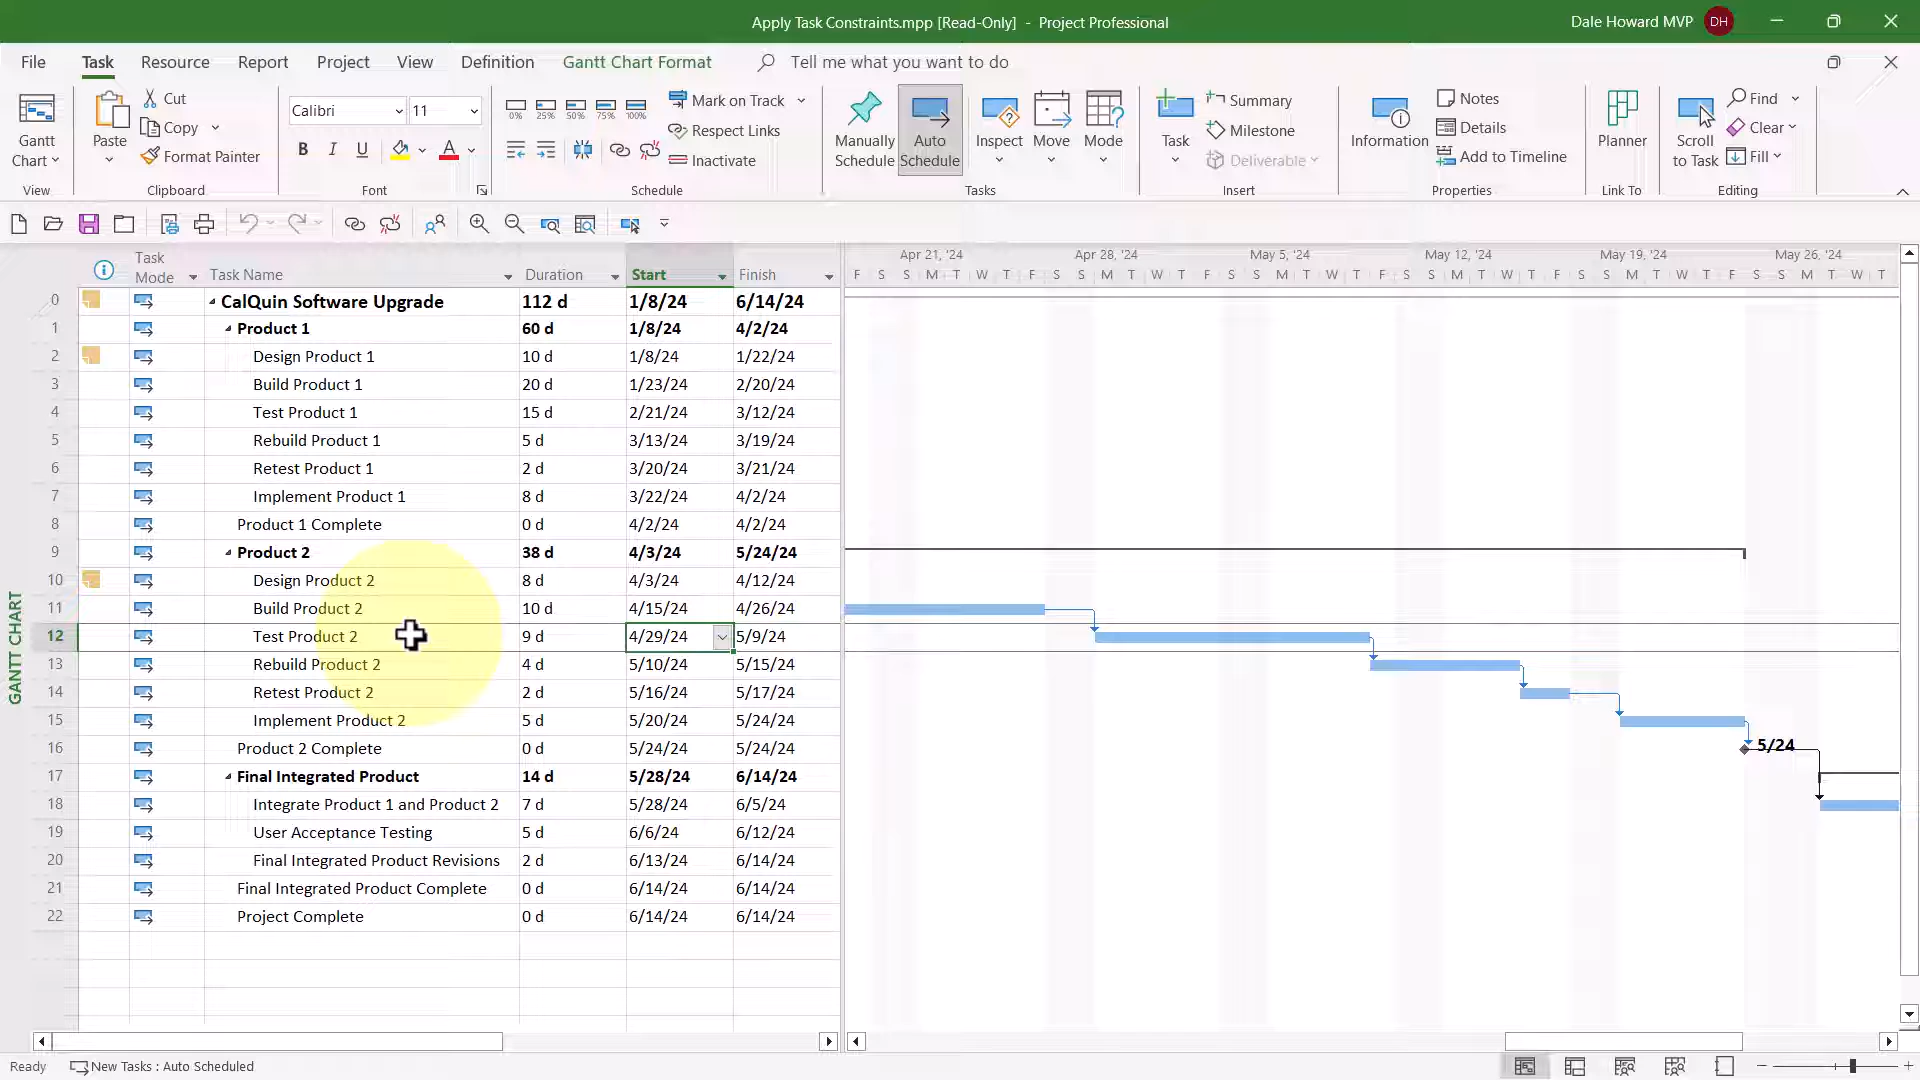 Apply Task Constraints.mpp [Read-Only] - Project Professional
Dale Howard MVP DH
File Task Resource Report Project View Definition Gantt Chart Format Tell me what you want to do
Gantt Chart
View
Paste
Cut
Copy
Format Painter
Clipboard
Calibri 11
B I U A
Font
0% 25% 50% 75% 100%
Mark on Track
Respect Links
Inactivate
Schedule
Manually Schedule
Auto Schedule
Inspect
Move
Mode
Tasks
Task
Summary
Milestone
Deliverable
Insert
Information
Notes
Details
Add to Timeline
Properties
Planner
Link To
Scroll to Task
Find
Clear
Fill
Editing
Task Mode Task Name Duration Start Finish
Apr 21, '24 Apr 28, '24 May 5, '24 May 12, '24 May 19, '24 May 26, '24
F S S M T W T F S S M T W T F S S M T W T F S S M T W T F S S M T W T F S S M T W T
0 CalQuin Software Upgrade 112 d 1/8/24 6/14/24
1 Product 1 60 d 1/8/24 4/2/24
2 Design Product 1 10 d 1/8/24 1/22/24
3 Build Product 1 20 d 1/23/24 2/20/24
4 Test Product 1 15 d 2/21/24 3/12/24
5 Rebuild Product 1 5 d 3/13/24 3/19/24
6 Retest Product 1 2 d 3/20/24 3/21/24
7 Implement Product 1 8 d 3/22/24 4/2/24
8 Product 1 Complete 0 d 4/2/24 4/2/24
9 Product 2 38 d 4/3/24 5/24/24
10 Design Product 2 8 d 4/3/24 4/12/24
11 Build Product 2 10 d 4/15/24 4/26/24
12 Test Product 2 9 d 4/29/24 5/9/24
13 Rebuild Product 2 4 d 5/10/24 5/15/24
14 Retest Product 2 2 d 5/16/24 5/17/24
15 Implement Product 2 5 d 5/20/24 5/24/24
16 Product 2 Complete 0 d 5/24/24 5/24/24 5/24
17 Final Integrated Product 14 d 5/28/24 6/14/24
18 Integrate Product 1 and Product 2 7 d 5/28/24 6/5/24
19 User Acceptance Testing 5 d 6/6/24 6/12/24
20 Final Integrated Product Revisions 2 d 6/13/24 6/14/24
21 Final Integrated Product Complete 0 d 6/14/24 6/14/24
22 Project Complete 0 d 6/14/24 6/14/24
GANTT CHART
Ready New Tasks : Auto Scheduled